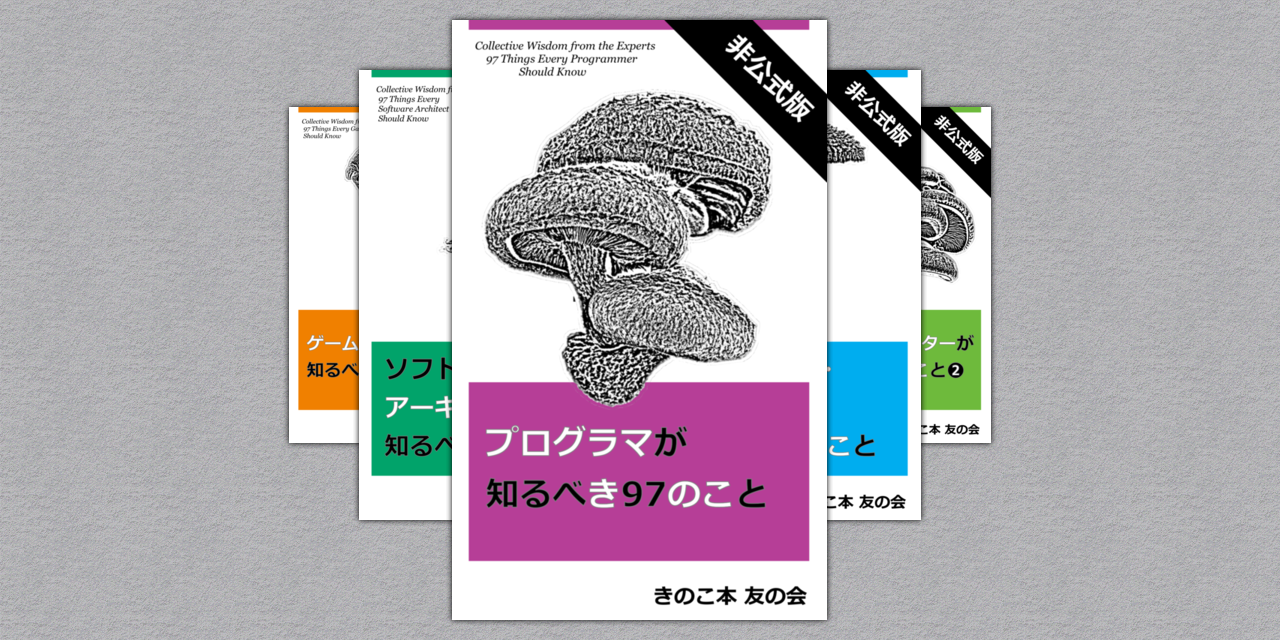 Collective Wisdom from the Experts
97 Things Every Programmer
Should Know
非公式版
プログラマが
知るべき97のこと
きのこ本 友の会
Collective Wisdom
97 Things Every
Software Architect
Should Know
ソフト
アーキ
知るべ
Collective Wisdom
97 Things Every
Should Know
ゲーム
知るべ
非公式版
こと
こ本 友の会
非公式版
ターが
こと❷
こ本 友の会